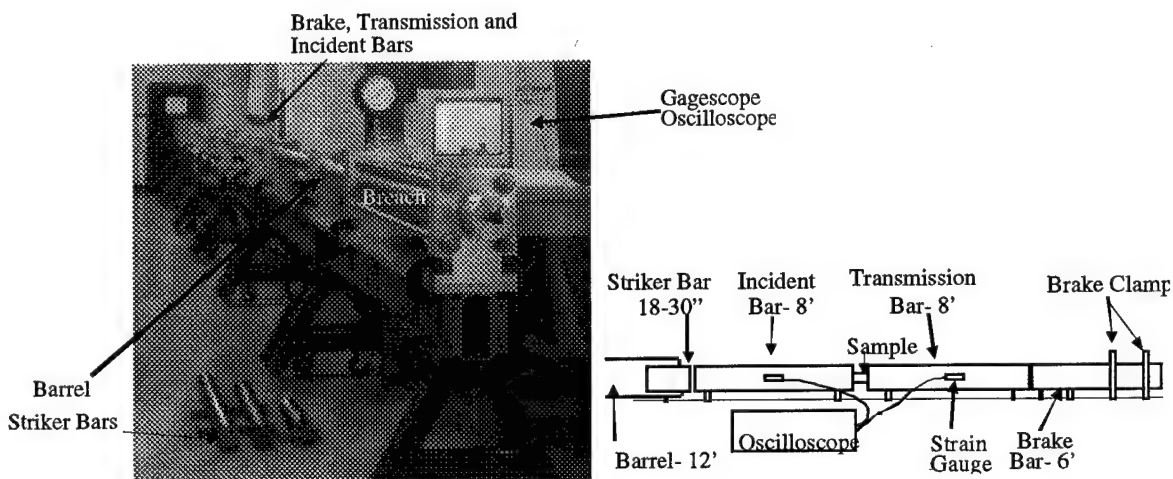 Brake, Transmission and
Incident Bars
Gagescope
Oscilloscope
Breach
Barrel
Striker Bars
Striker Bar
18-30”
Incident
Bar- 8’
Transmission
Bar- 8’
Brake Clamp
Sample
Oscilloscope
Strain
Gauge
Brake
Bar- 6’
Barrel- 12’